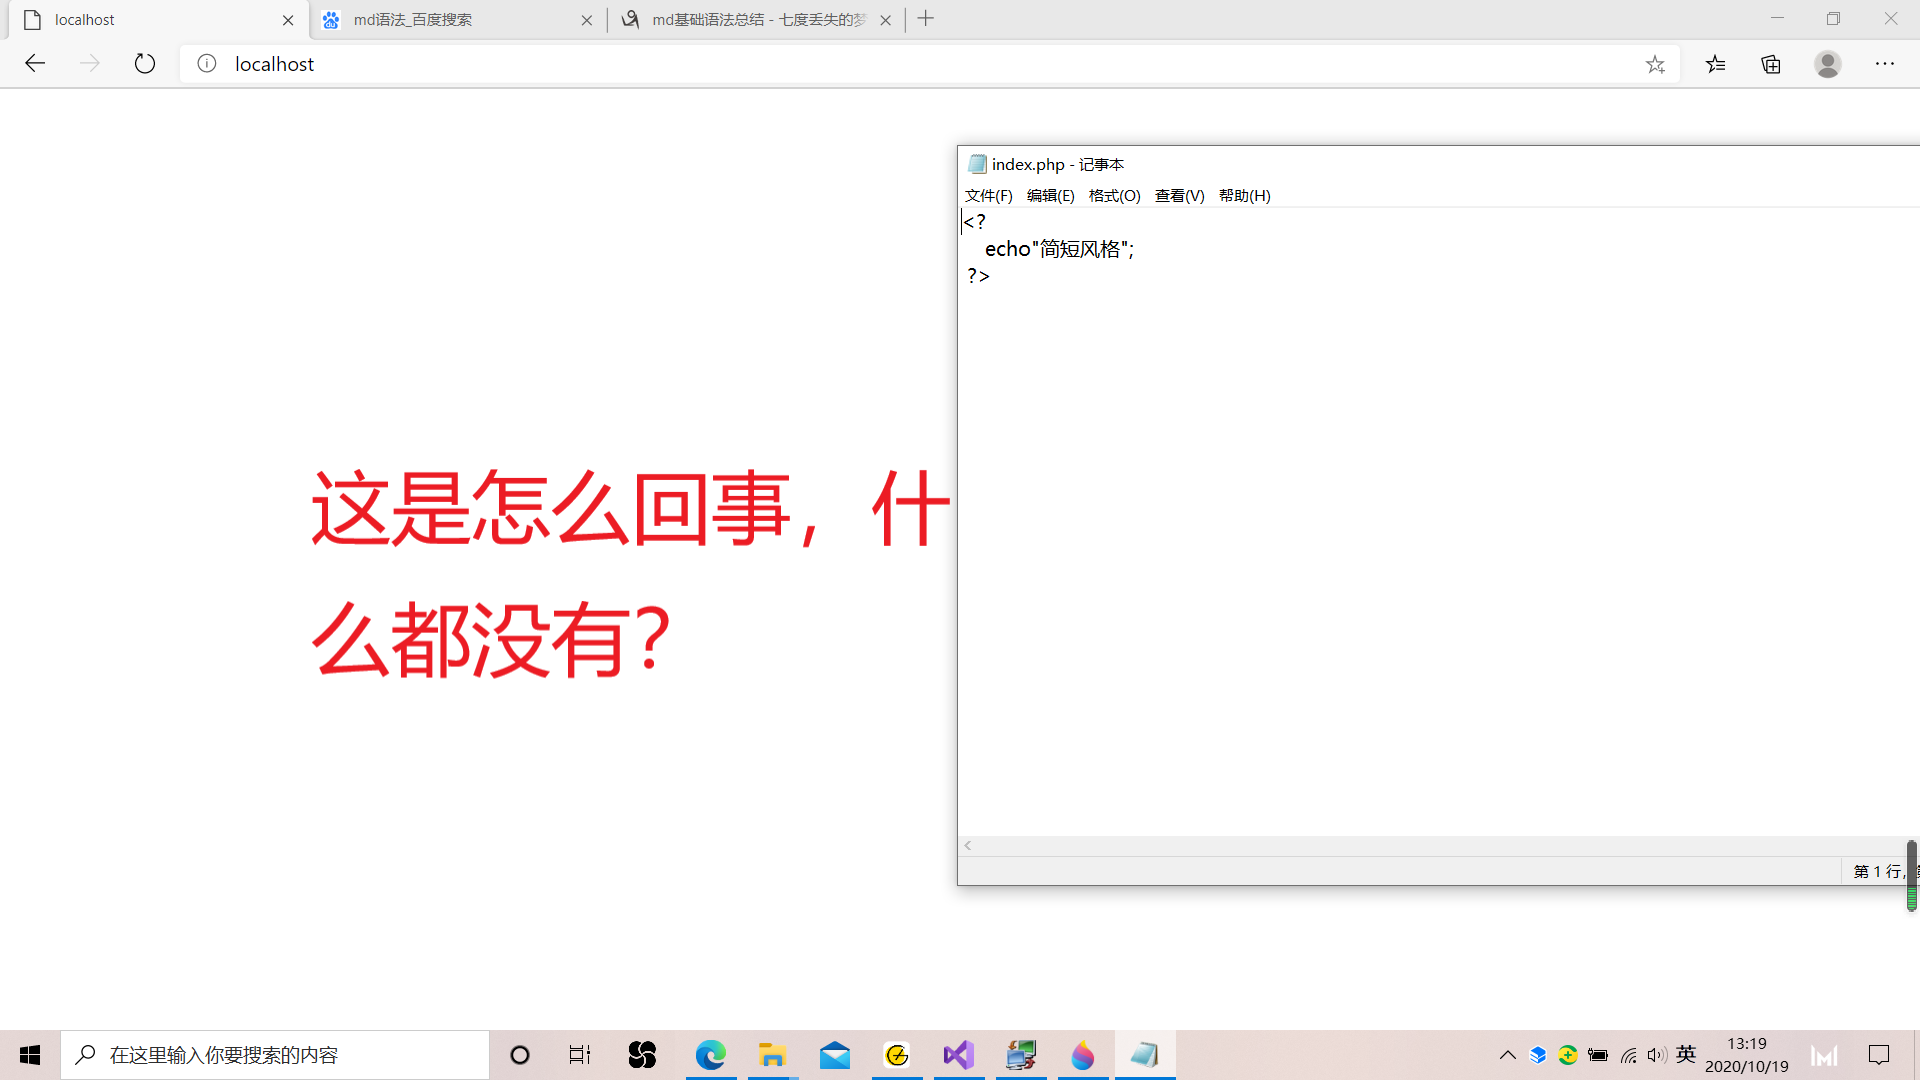 localhost
md语法_百度搜索
md基础语法总结 - 七度丢失的梦
localhost
index.php - 记事本
文件(F) 编辑(E) 格式(O) 查看(V) 帮助(H)
<?
echo"简短风格";
?>
这是怎么回事，什
么都没有？
第 1 行,
在这里输入你要搜索的内容
英
13:19
2020/10/19